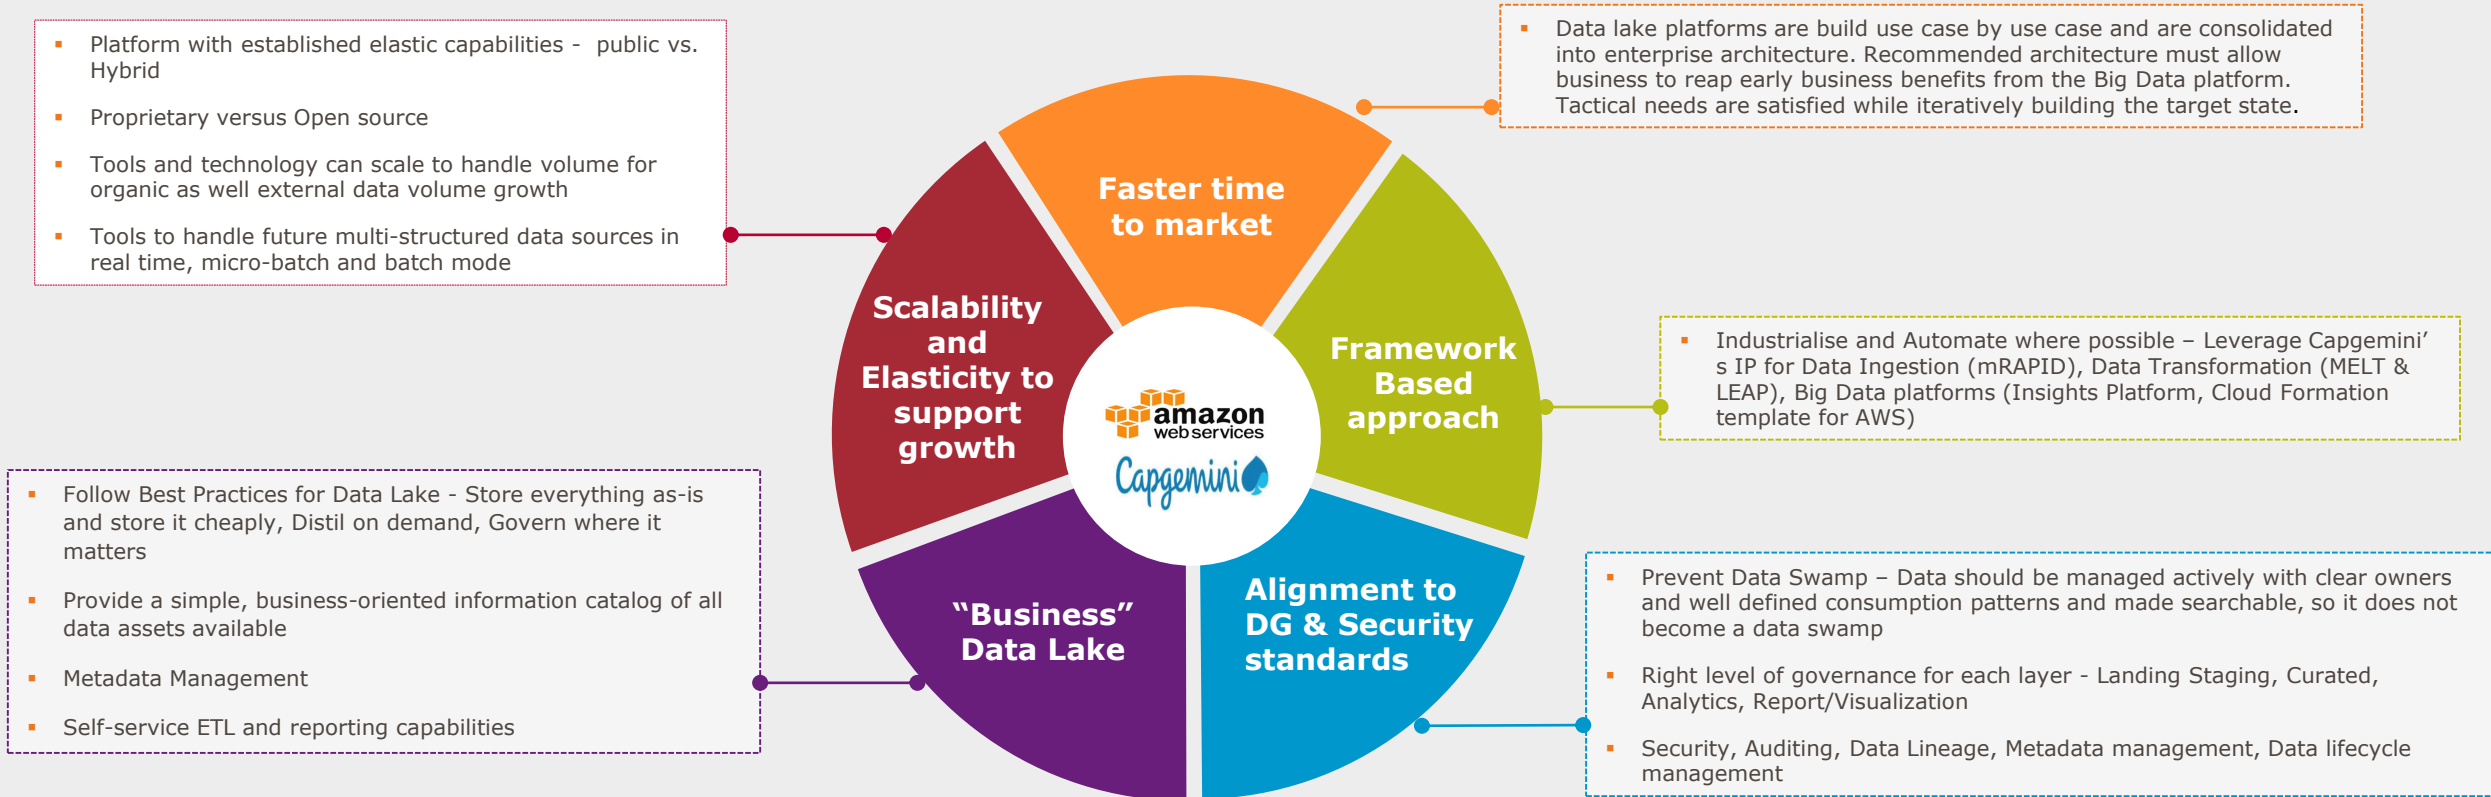 ▪ Platform with established elastic capabilities - public vs.
Hybrid
▪ Proprietary versus Open source
▪ Tools and technology can scale to handle volume for
organic as well external data volume growth
▪ Tools to handle future multi-structured data sources in
real time, micro-batch and batch mode
▪ Data lake platforms are build use case by use case and are consolidated
into enterprise architecture. Recommended architecture must allow
business to reap early business benefits from the Big Data platform.
Tactical needs are satisfied while iteratively building the target state.
Faster time
to market
Scalability
and
Elasticity to
support
growth
Framework
Based
approach
▪ Industrialise and Automate where possible – Leverage Capgemini’
s IP for Data Ingestion (mRAPID), Data Transformation (MELT &
LEAP), Big Data platforms (Insights Platform, Cloud Formation
template for AWS)
amazon
webservices
Capgemini
▪ Follow Best Practices for Data Lake - Store everything as-is
and store it cheaply, Distil on demand, Govern where it
matters
▪ Provide a simple, business-oriented information catalog of all
data assets available
▪ Metadata Management
▪ Self-service ETL and reporting capabilities
“Business”
Data Lake
Alignment to
DG & Security
standards
▪ Prevent Data Swamp – Data should be managed actively with clear owners
and well defined consumption patterns and made searchable, so it does not
become a data swamp
▪ Right level of governance for each layer - Landing Staging, Curated,
Analytics, Report/Visualization
▪ Security, Auditing, Data Lineage, Metadata management, Data lifecycle
management